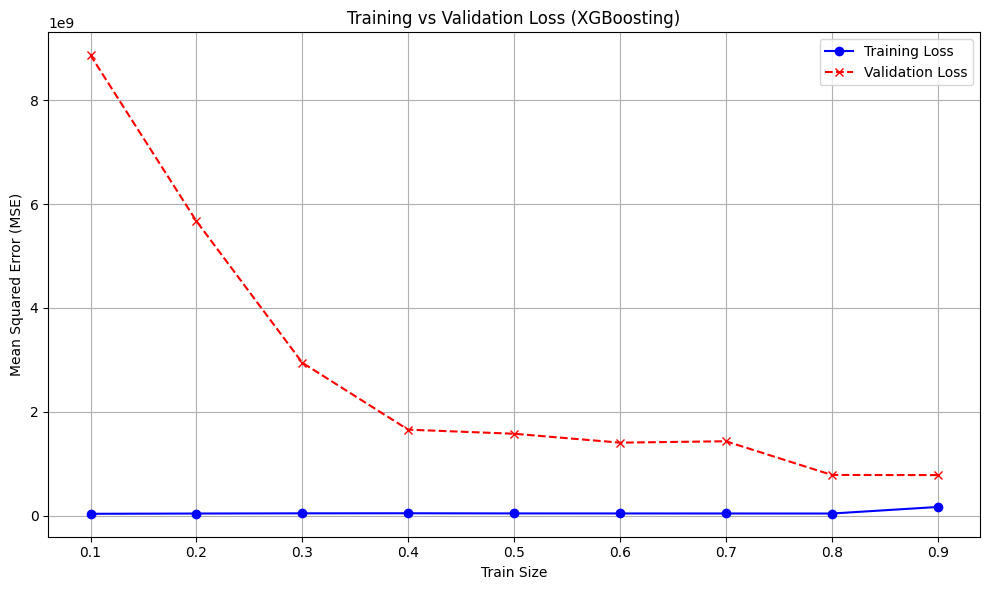 Training vs Validation Loss (XGBoosting)
1e9
Training Loss
Validation Loss
8
6
4
2
0
Mean Squared Error (MSE)
0.1 0.2 0.3 0.4 0.5 0.6 0.7 0.8 0.9
Train Size